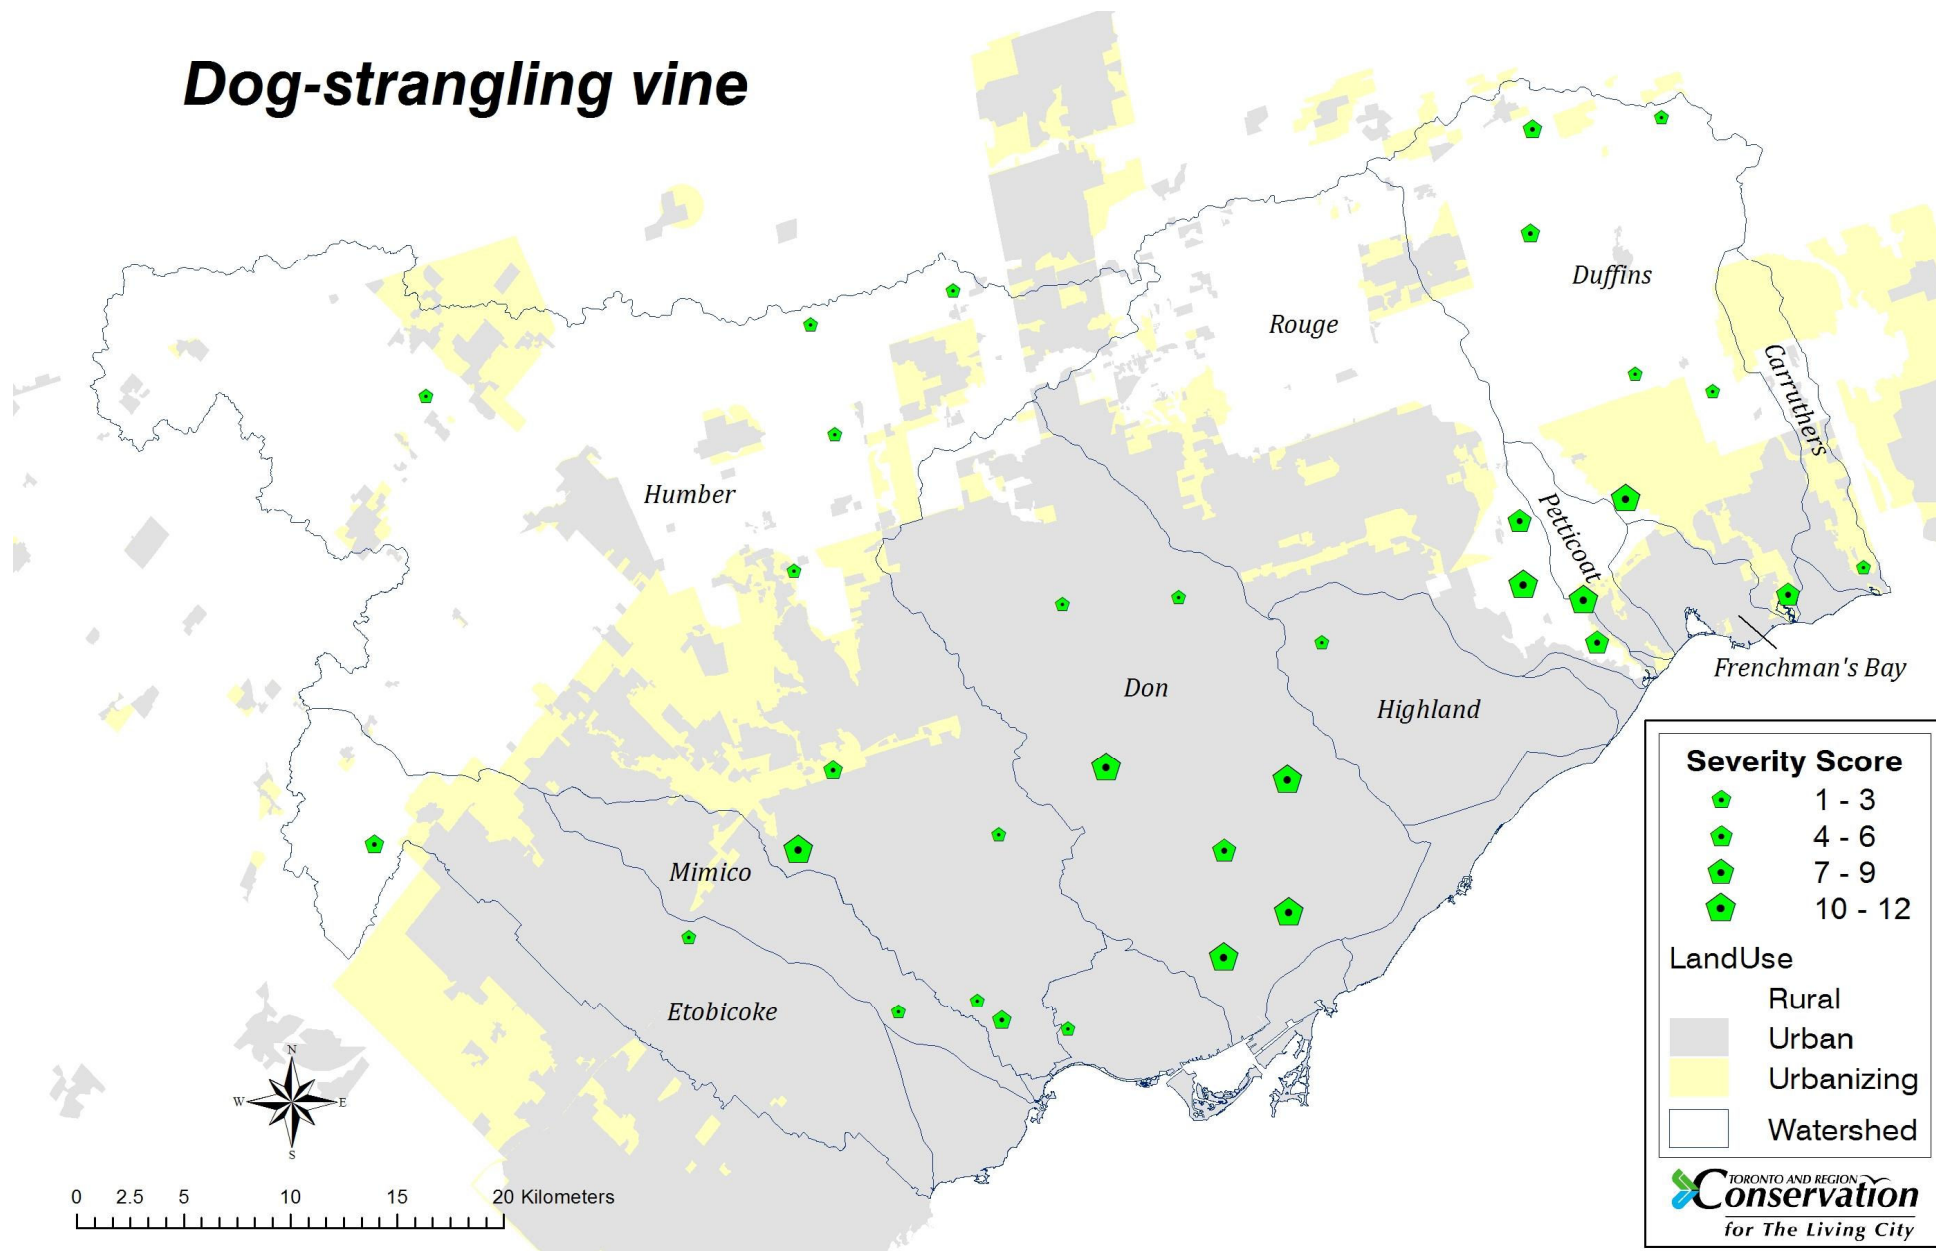 Dog-strangling vine
Duffins
Rouge
Carruthers
Humber
Petticoat
Frenchman's Bay
Don
Highland
Mimico
Etobicoke
N
W
E
S
0 2.5 5 10 15 20 Kilometers
Severity Score
1 - 3
4 - 6
7 - 9
10 - 12
LandUse
Rural
Urban
Urbanizing
Watershed
TORONTO AND REGION
Conservation
for The Living City